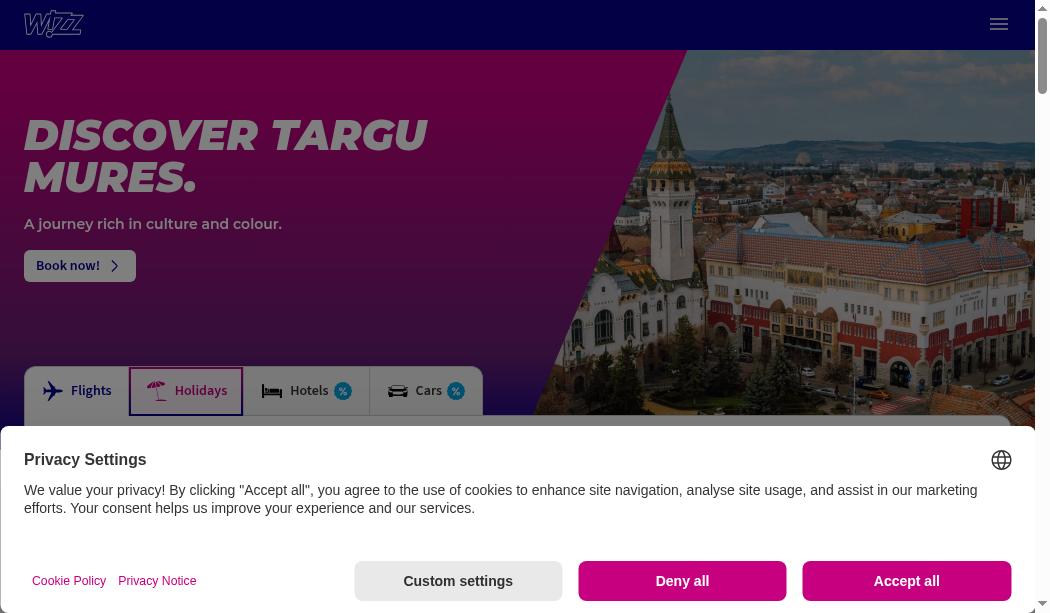 WIZZ
DISCOVER TARGU
MURES.
A journey rich in culture and colour.
Book now!
Flights
Holidays
Hotels %
Cars %
Privacy Settings
We value your privacy! By clicking "Accept all", you agree to the use of cookies to enhance site navigation, analyse site usage, and assist in our marketing
efforts. Your consent helps us improve your experience and our services.
Cookie Policy
Privacy Notice
Custom settings
Deny all
Accept all